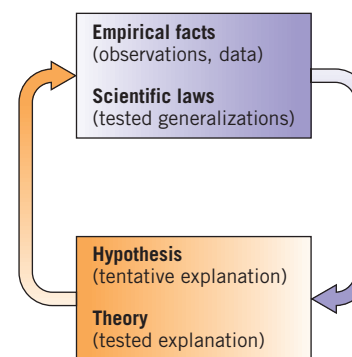 Empirical facts
(observations, data)
Scientific laws
(tested generalizations)
Hypothesis
(tentative explanation)
Theory
(tested explanation)